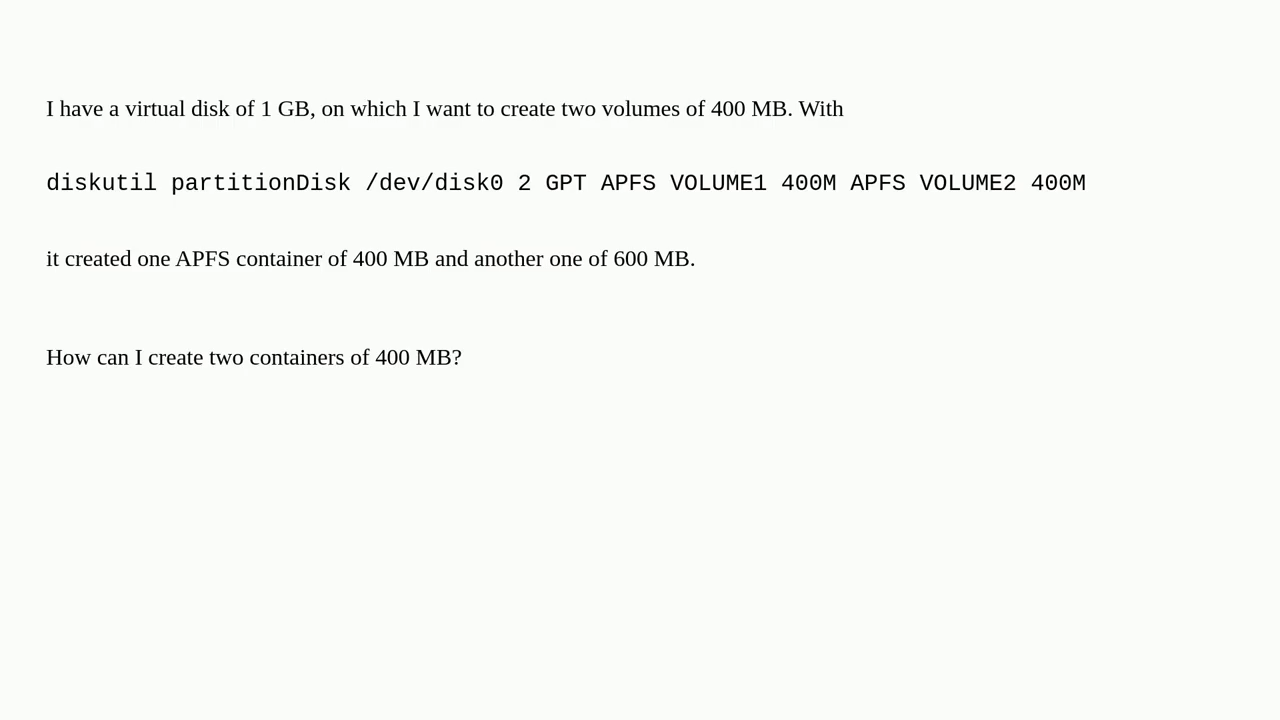 I have a virtual disk of 1 GB, on which I want to create two volumes of 400 MB. With
diskutil partitionDisk /dev/disk0 2 GPT APFS VOLUME1 400M APFS VOLUME2 400M
it created one APFS container of 400 MB and another one of 600 MB.
How can I create two containers of 400 MB?